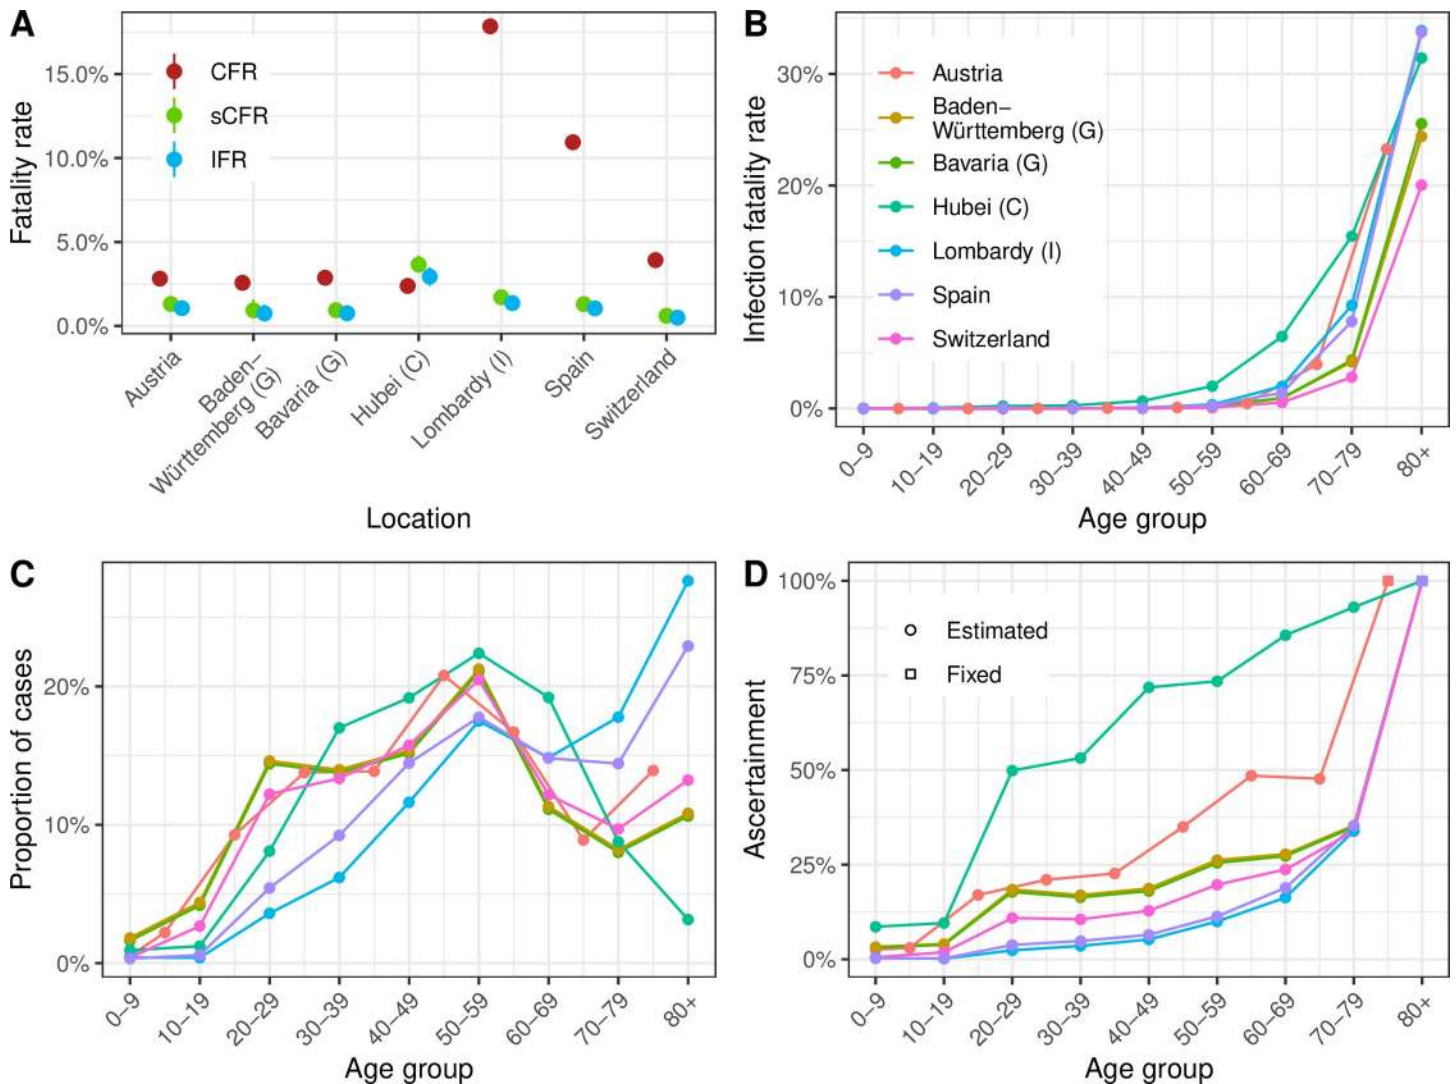 A
Fatality rate
15.0%
10.0%
5.0%
0.0%
CFR
sCFR
IFR
Austria
Baden−
Württemberg (G)
Bavaria (G)
Hubei (C)
Lombardy (I)
Spain
Switzerland
Location
B
Infection fatality rate
30%
20%
10%
0%
Austria
Baden−
Württemberg (G)
Bavaria (G)
Hubei (C)
Lombardy (I)
Spain
Switzerland
0−9
10−19
20−29
30−39
40−49
50−59
60−69
70−79
80+
Age group
C
Proportion of cases
20%
10%
0%
0−9
10−19
20−29
30−39
40−49
50−59
60−69
70−79
80+
Age group
D
Ascertainment
100%
75%
50%
25%
0%
Estimated
Fixed
0−9
10−19
20−29
30−39
40−49
50−59
60−69
70−79
80+
Age group